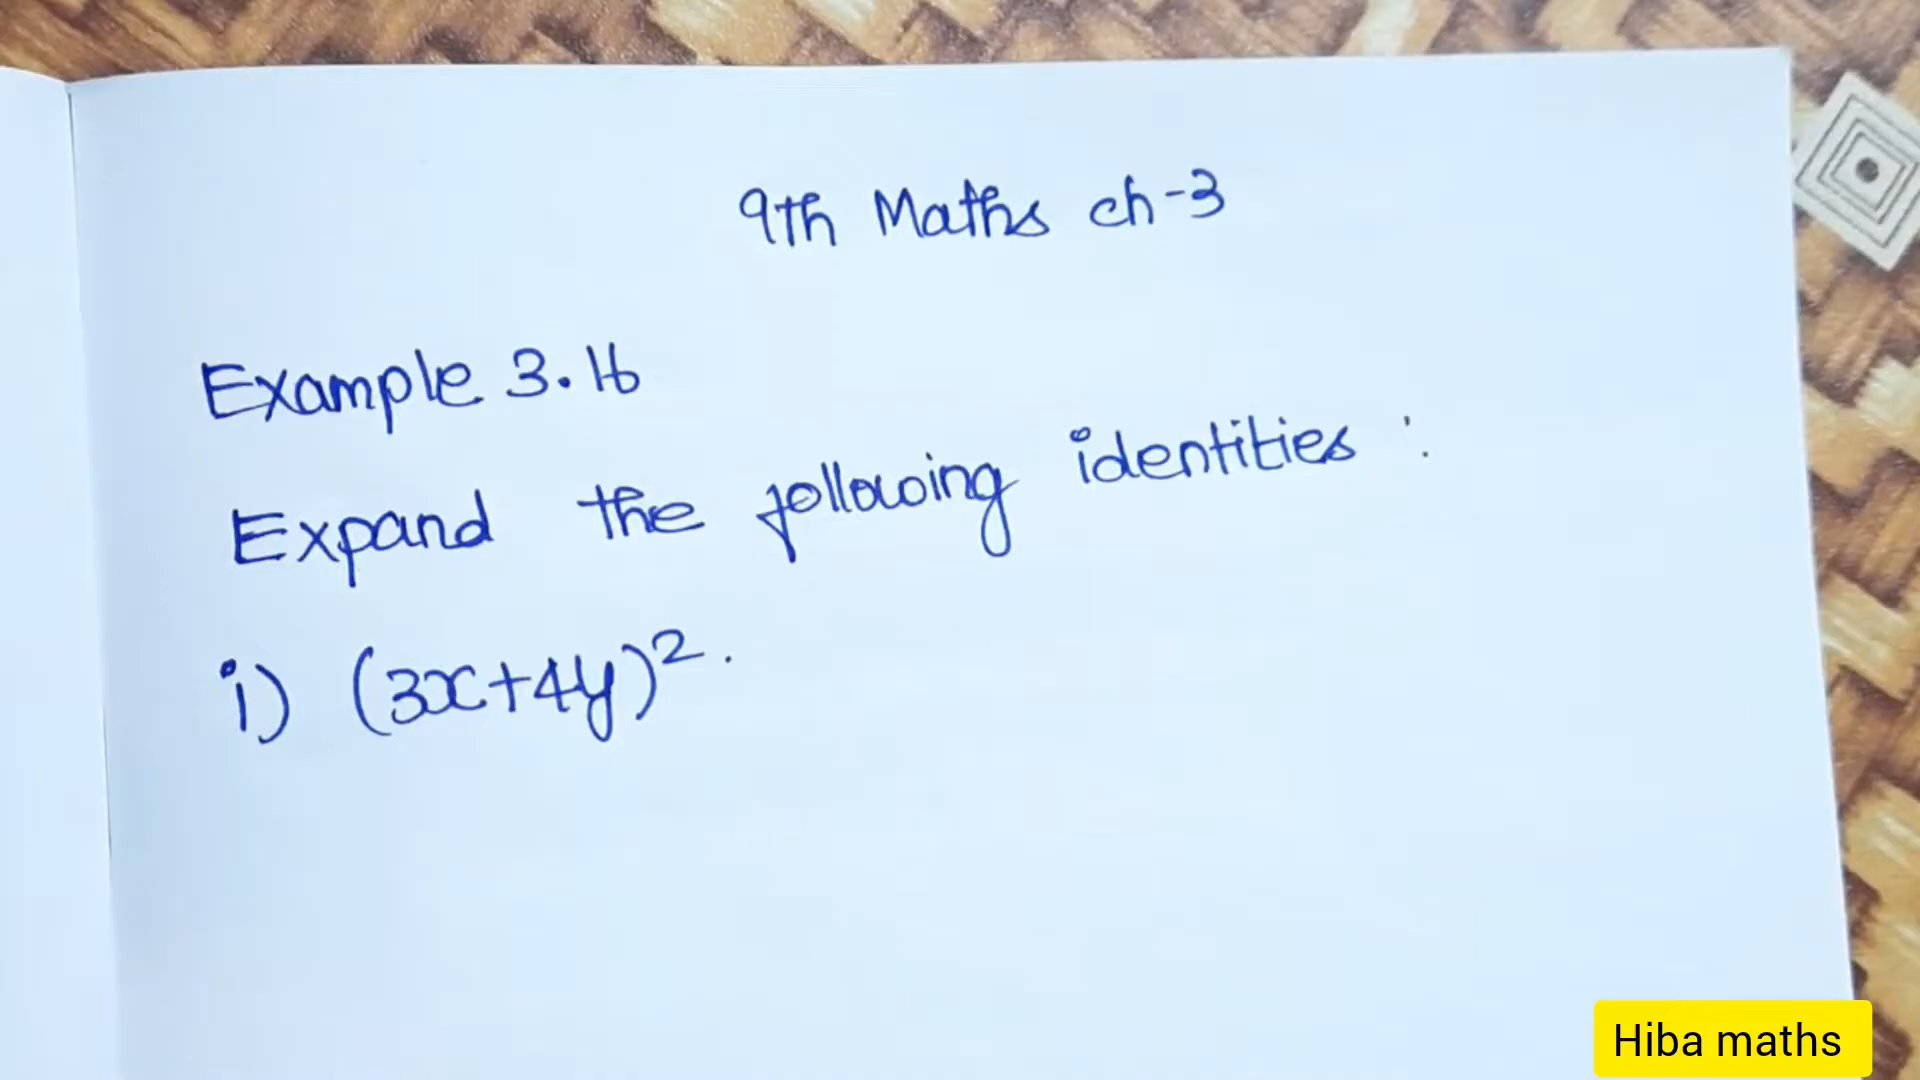 9th Maths ch-3
Example 3.16
Expand the following identities :
i) (3x+4y)².
Hiba maths